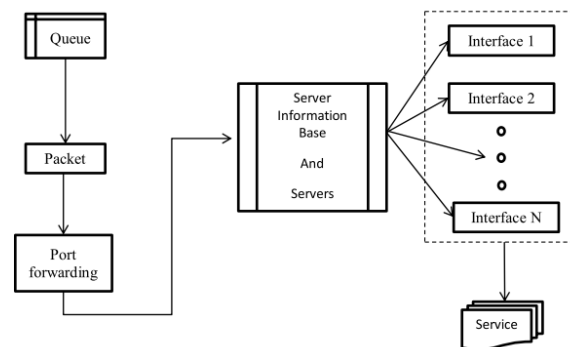 Queue
Packet
Port
forwarding
Server
Information
Base
And
Servers
Interface 1
Interface 2
Interface N
Service